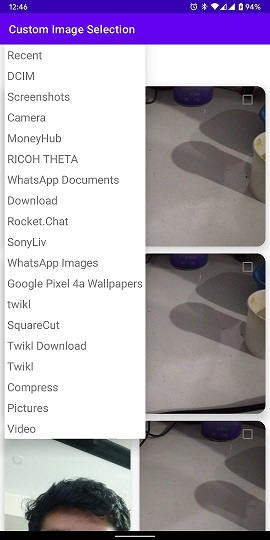 12:46
94%
Custom Image Selection
Recent
DCIM
Screenshots
Camera
MoneyHub
RICOH THETA
WhatsApp Documents
Download
Rocket.Chat
SonyLiv
WhatsApp Images
Google Pixel 4a Wallpapers
twikl
SquareCut
Twikl Download
Twikl
Compress
Pictures
Video